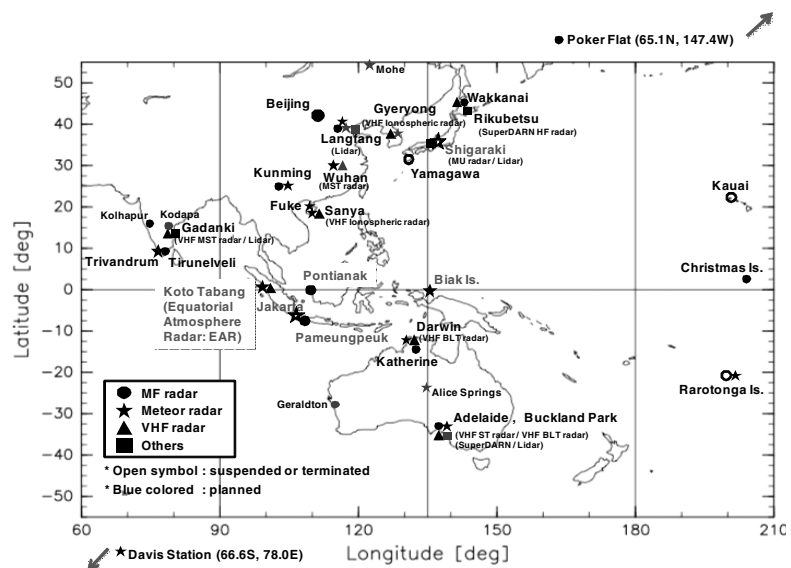 Poker Flat (65.1N, 147.4W)
Mohe
Beijing
Gyeryong
(VHF Ionospheric radar)
Wakkanai
Rikubetsu
(SuperDARN HF radar)
Langfang
(Lidar)
Shigaraki
(MU radar / Lidar)
Kunming
Wuhan
(MST radar)
Yamagawa
Kauai
Fuke
Sanya
(VHF Ionospheric radar)
Kolhapur
Kodapa
Gadanki
(VHF MST radar / Lidar)
Trivandrum
Tirunelveli
Pontianak
Biak Is.
Christmas Is.
Koto Tabang
(Equatorial
Atmosphere
Radar: EAR)
Jakarta
Pameungpeuk
Darwin
(VHF BLT radar)
Katherine
Rarotonga Is.
Alice Springs
Geraldton
Adelaide, Buckland Park
(VHF ST radar / VHF BLT radar)
(SuperDARN / Lidar)
MF radar
Meteor radar
VHF radar
Others
* Open symbol : suspended or terminated
* Blue colored : planned
50
40
30
20
10
0
-10
-20
-30
-40
-50
Latitude [deg]
60
90
120
150
180
210
Longitude [deg]
Davis Station (66.6S, 78.0E)